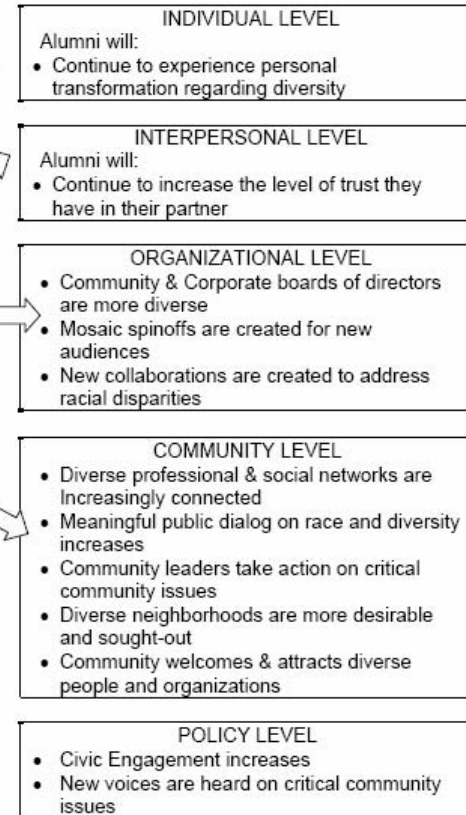 INDIVIDUAL LEVEL
Alumni will:
• Continue to experience personal
transformation regarding diversity
INTERPERSONAL LEVEL
Alumni will:
• Continue to increase the level of trust they
have in their partner
ORGANIZATIONAL LEVEL
• Community & Corporate boards of directors
are more diverse
• Mosaic spinoffs are created for new
audiences
• New collaborations are created to address
racial disparities
COMMUNITY LEVEL
• Diverse professional & social networks are
Increasingly connected
• Meaningful public dialog on race and diversity
increases
• Community leaders take action on critical
community issues
• Diverse neighborhoods are more desirable
and sought-out
• Community welcomes & attracts diverse
people and organizations
POLICY LEVEL
• Civic Engagement increases
• New voices are heard on critical community
issues